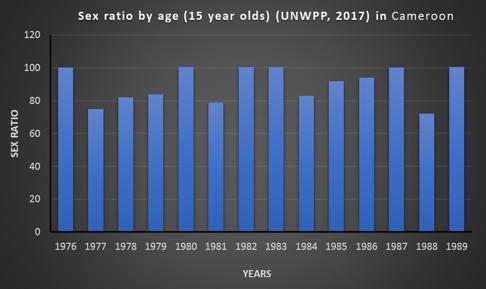 Sex ratio by age (15 year olds) (UNWPP, 2017) in Cameroon
120
100
80
60
40
20
0
SEX RATIO
1976 1977 1978 1979 1980 1981 1982 1983 1984 1985 1986 1987 1988 1989
YEARS